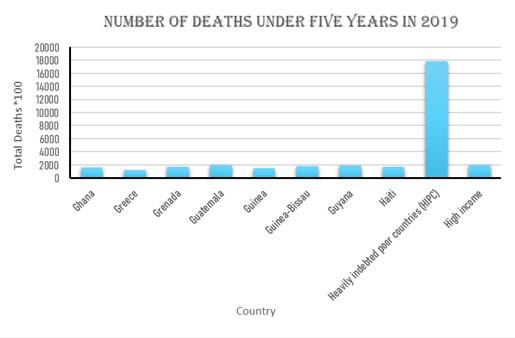 NUMBER OF DEATHS UNDER FIVE YEARS IN 2019
Total Deaths *100
20000
18000
16000
14000
12000
10000
8000
6000
4000
2000
0
Ghana
Greece
Grenada
Guatemala
Guinea
Guinea-Bissau
Guyana
Haiti
Heavily indebted poor countries (HIPC)
High income
Country